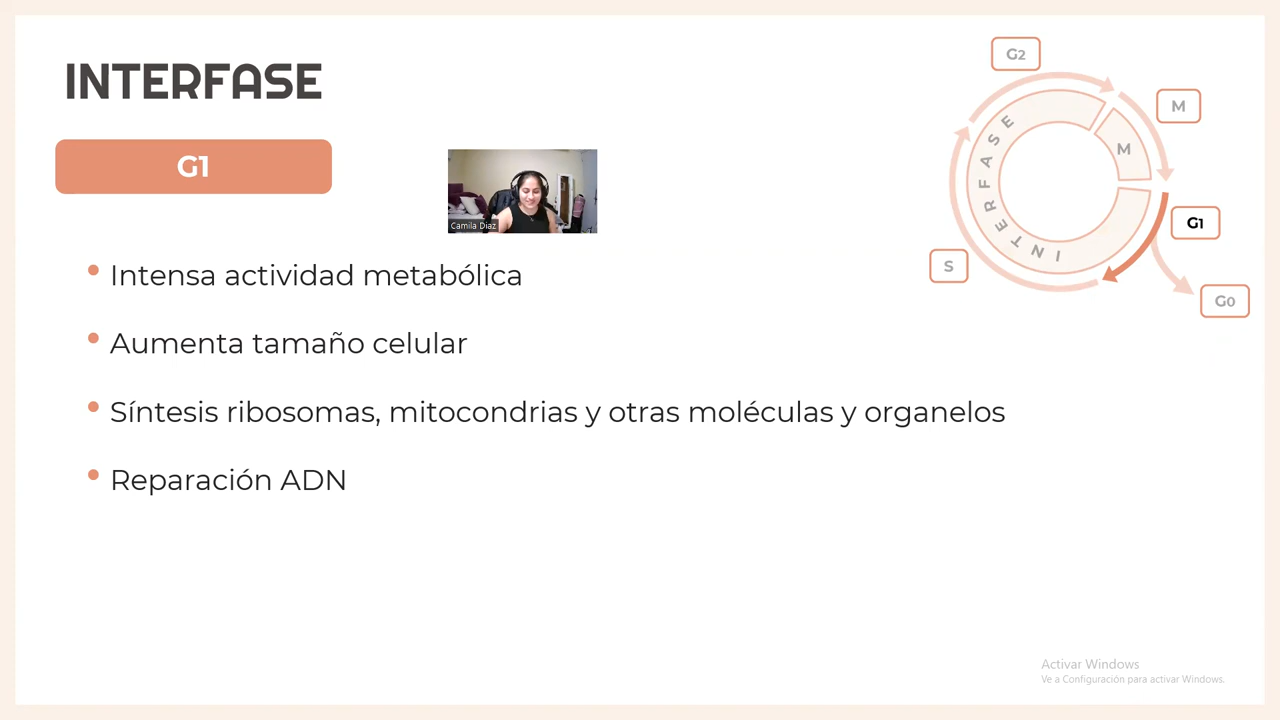 INTERFASE
G1
Camila Diaz
Intensa actividad metabólica
Aumenta tamaño celular
Síntesis ribosomas, mitocondrias y otras moléculas y organelos
Reparación ADN
G2
M
M
INTERFASE
G1
S
G0
Activar Windows
Ve a Configuración para activar Windows.